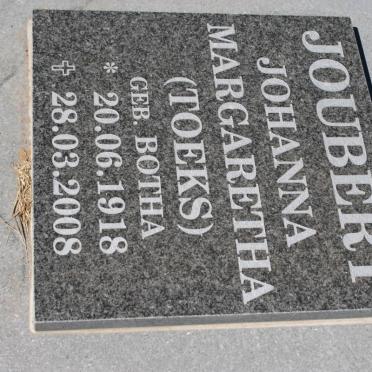 JOUBERT
JOHANNA
MARGARETHA
(TOEKS)
GEB. BOTHA
* 20.06.1918
✝ 28.03.2008